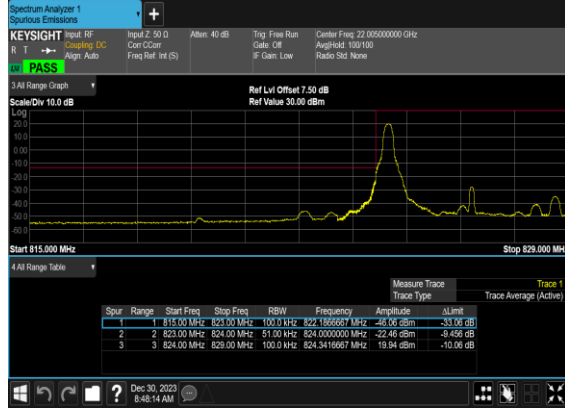 Spectrum Analyzer 1
Spurious Emissions
KEYSIGHT Input: RF Input Z: 50 Ω Atten: 40 dB Trig: Free Run Center Freq: 22.005000000 GHz
R T Coupling: DC Corr CCorr Gate: Off Avg|Hold: 100/100
Align: Auto Freq Ref: Int (S) IF Gain: Low Radio Std: None
PASS
3 All Range Graph
Ref Lvl Offset 7.50 dB
Scale/Div 10.0 dB Ref Value 30.00 dBm
Log
20.0
10.0
0.00
-10.0
-20.0
-30.0
-40.0
-50.0
-60.0
Start 815.000 MHz Stop 829.000 MH
4 All Range Table
Measure Trace Trace 1
Trace Type Trace Average (Active)
Spur Range Start Freq Stop Freq RBW Frequency Amplitude ΔLimit
1 1 815.00 MHz 823.00 MHz 100.0 kHz 822.1866667 MHz -46.06 dBm -33.06 dB
2 2 823.00 MHz 824.00 MHz 51.00 kHz 824.0000000 MHz -22.46 dBm -9.456 dB
3 3 824.00 MHz 829.00 MHz 100.0 kHz 824.3416667 MHz 19.94 dBm -10.06 dB
?
Dec 30, 2023
8:48:14 AM